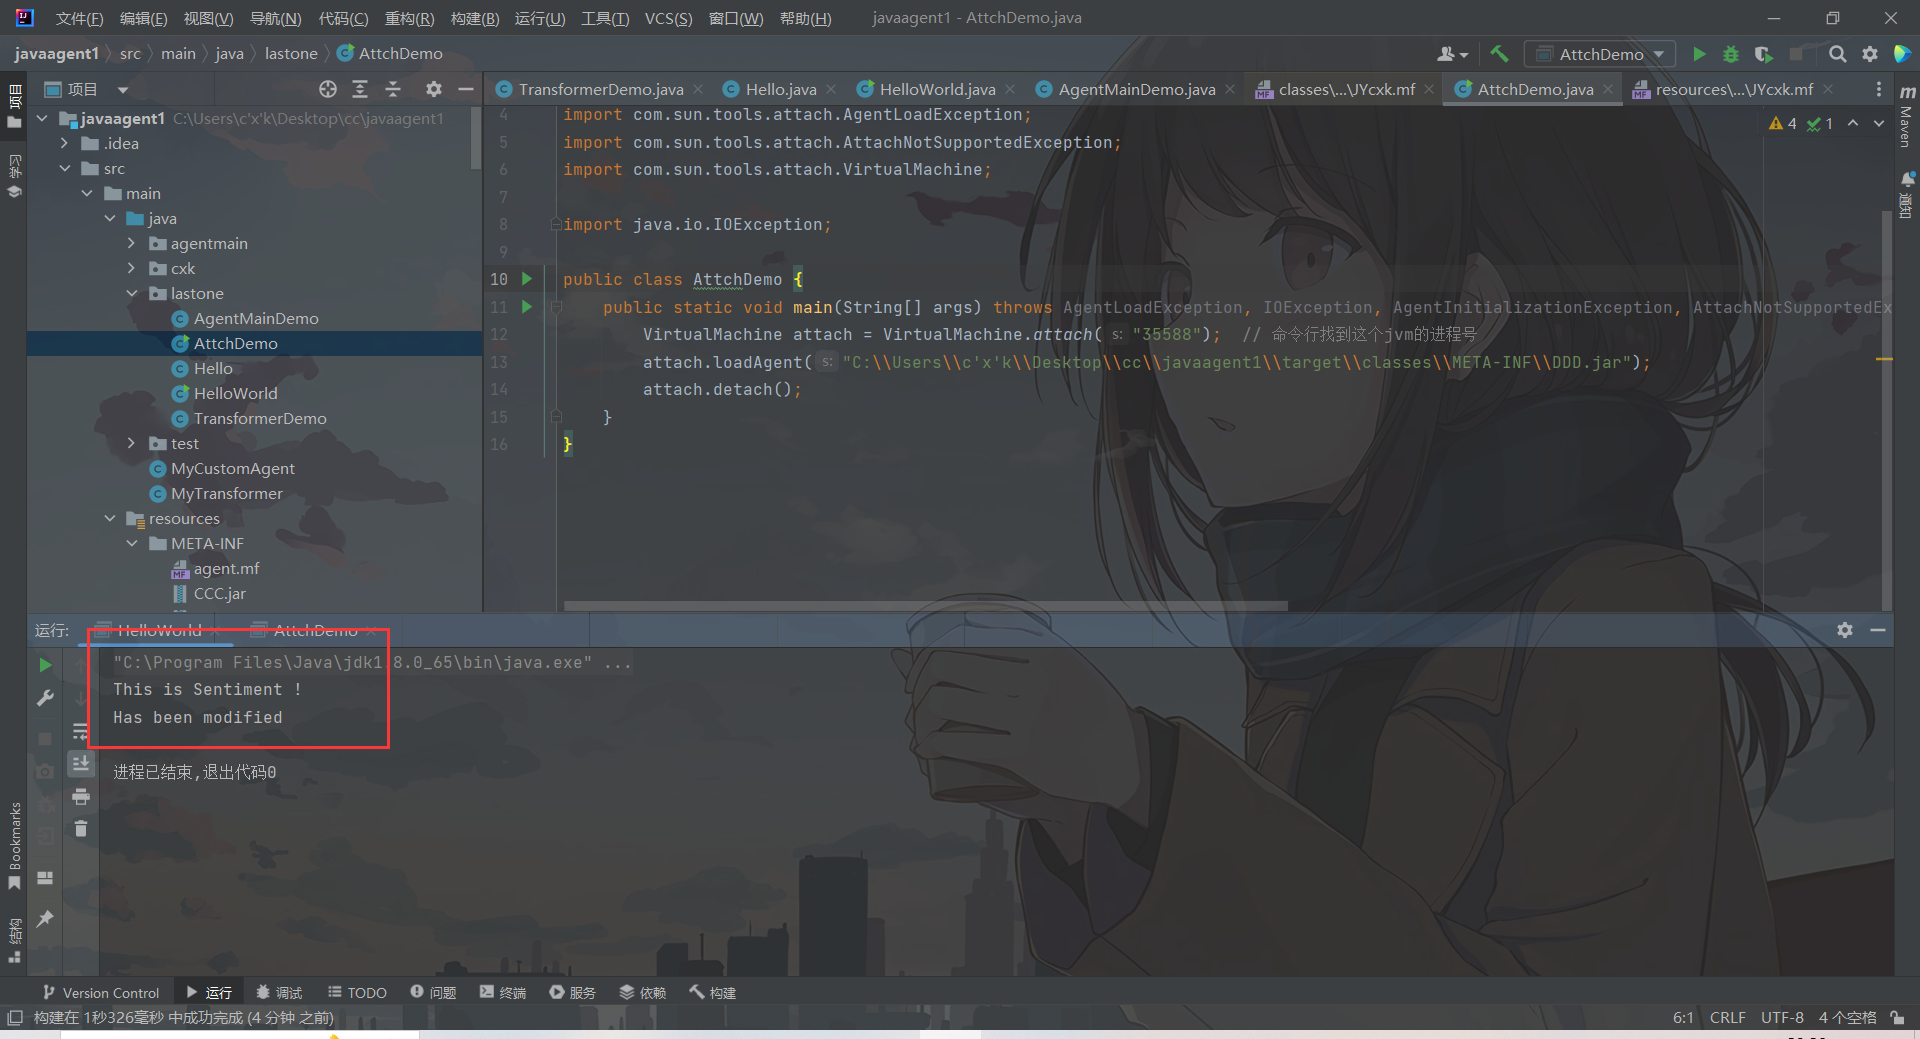 文件(F) 编辑(E) 视图(V) 导航(N) 代码(C) 重构(R) 构建(B) 运行(U) 工具(T) VCS(S) 窗口(W) 帮助(H) javaagent1 - AttchDemo.java
javaagent1 src main java lastone AttchDemo
AttchDemo
项目
TransformerDemo.java Hello.java HelloWorld.java AgentMainDemo.java classes\...\JYcxk.mf AttchDemo.java resources\...\JYcxk.mf
javaagent1 C:\Users\c'x'k\Desktop\cc\javaagent1
.idea
src
main
java
agentmain
cxk
lastone
AgentMainDemo
AttchDemo
Hello
HelloWorld
TransformerDemo
test
MyCustomAgent
MyTransformer
resources
META-INF
agent.mf
CCC.jar
4 import com.sun.tools.attach.AgentLoadException;
5 import com.sun.tools.attach.AttachNotSupportedException;
6 import com.sun.tools.attach.VirtualMachine;
7
8 import java.io.IOException;
9
10 public class AttchDemo {
11 public static void main(String[] args) throws AgentLoadException, IOException, AgentInitializationException, AttachNotSupportedEx
12 VirtualMachine attach = VirtualMachine.attach( s: "35588"); // 命令行找到这个jvm的进程号
13 attach.loadAgent( s: "C:\\Users\\c'x'k\\Desktop\\cc\\javaagent1\\target\\classes\\META-INF\\DDD.jar");
14 attach.detach();
15 }
16 }
4 1
项目
学习
Bookmarks
结构
Maven
通知
运行: HelloWorld AttchDemo
"C:\Program Files\Java\jdk1.8.0_65\bin\java.exe" ...
This is Sentiment !
Has been modified
进程已结束,退出代码0
Version Control 运行 调试 TODO 问题 终端 服务 依赖 构建
构建在 1秒326毫秒 中成功完成 (4 分钟 之前)
6:1 CRLF UTF-8 4 个空格